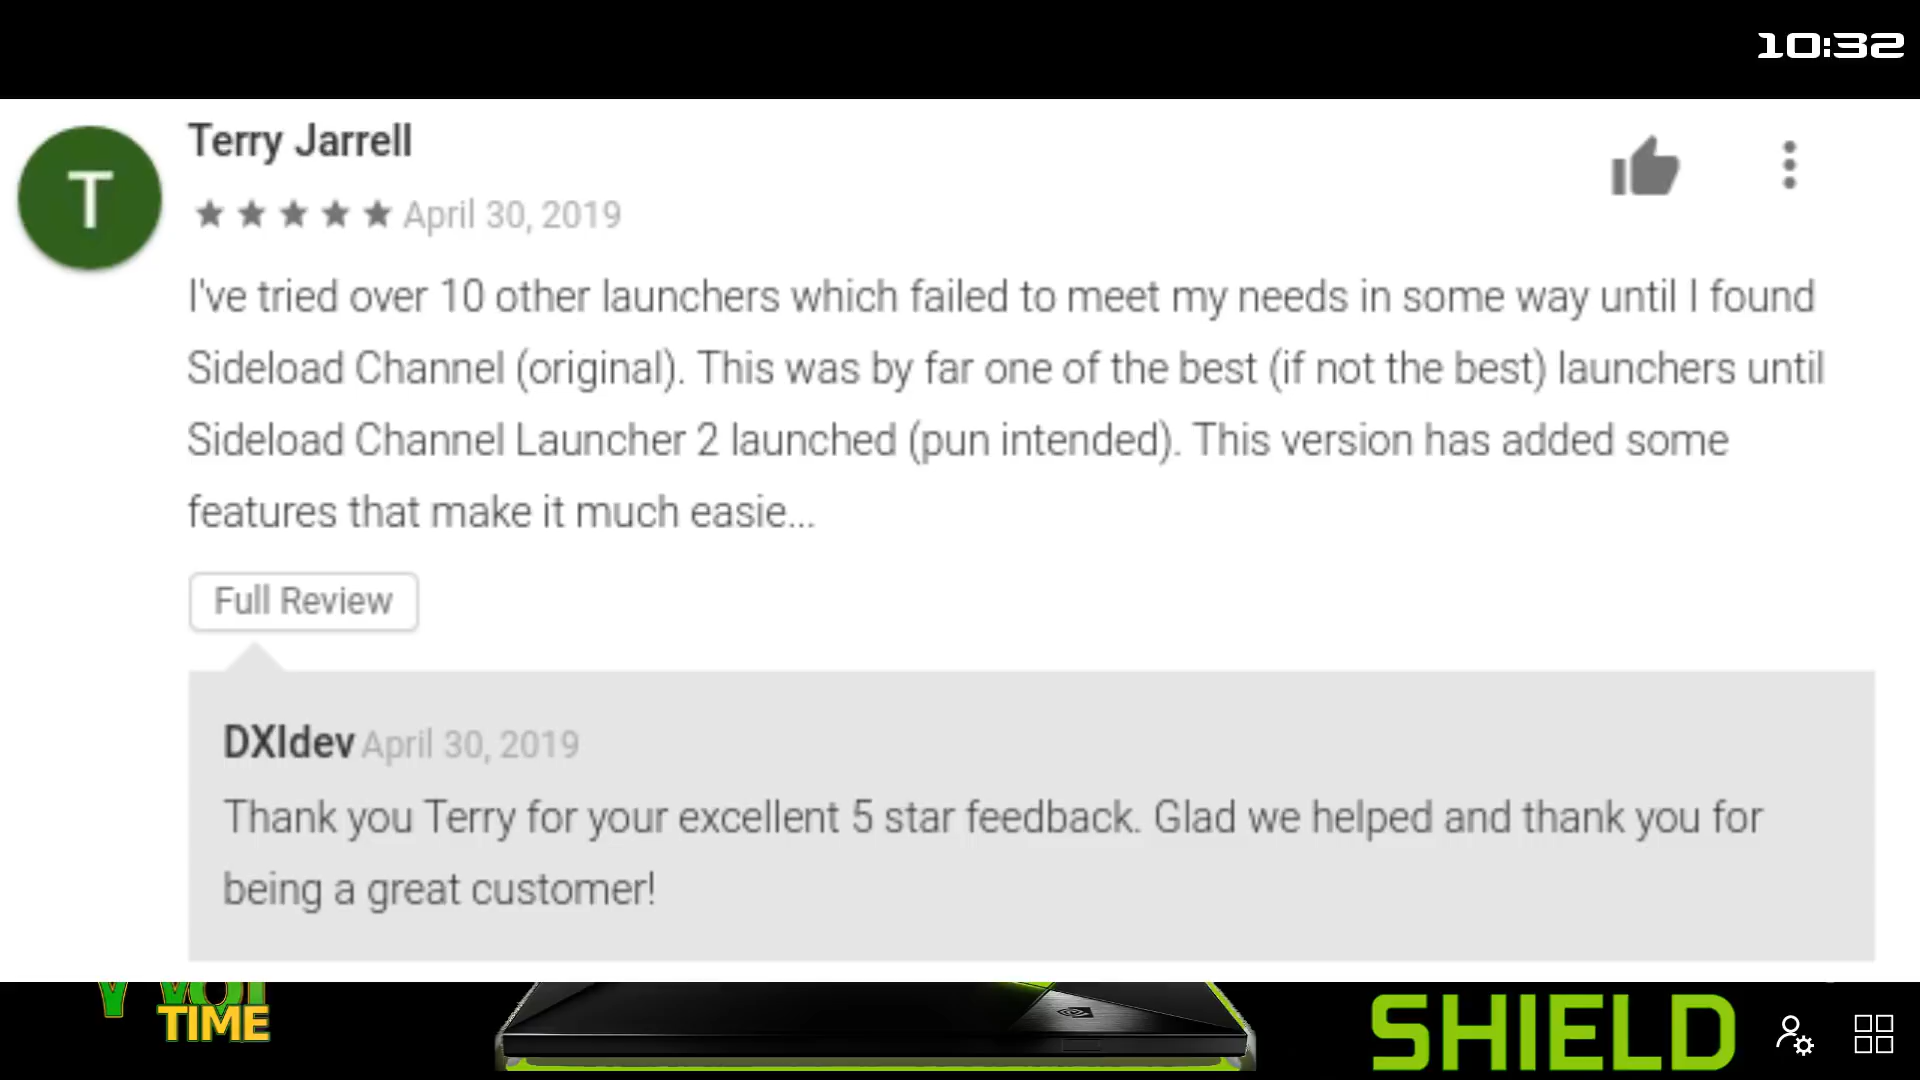 10:32
T
Terry Jarrell
★★★★★ April 30, 2019
I've tried over 10 other launchers which failed to meet my needs in some way until I found
Sideload Channel (original). This was by far one of the best (if not the best) launchers until
Sideload Channel Launcher 2 launched (pun intended). This version has added some
features that make it much easie...
Full Review
DXIdev April 30, 2019
Thank you Terry for your excellent 5 star feedback. Glad we helped and thank you for
being a great customer!
TIME
SHIELD